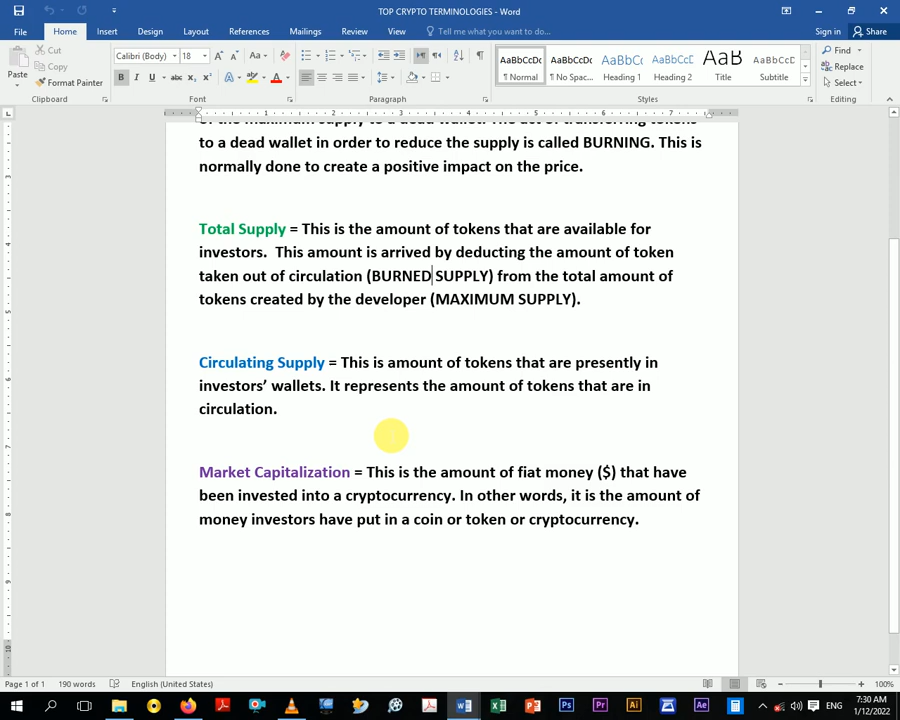 TOP CRYPTO TERMINOLOGIES - Word
File Home Insert Design Layout References Mailings Review View Tell me what you want to do... Sign in Share
Paste Cut Copy Format Painter Clipboard
Calibri (Body) 18 Font
Paragraph
AaBbCcDc AaBbCcDc AaBbCc AaBbCcD AaB AaBbCcD
¶ Normal ¶ No Spac... Heading 1 Heading 2 Title Subtitle
Styles
Find Replace Select Editing
to a dead wallet in order to reduce the supply is called BURNING. This is
normally done to create a positive impact on the price.
Total Supply = This is the amount of tokens that are available for
investors.  This amount is arrived by deducting the amount of token
taken out of circulation (BURNED SUPPLY) from the total amount of
tokens created by the developer (MAXIMUM SUPPLY).
Circulating Supply = This is amount of tokens that are presently in
investors’ wallets. It represents the amount of tokens that are in
circulation.
Market Capitalization = This is the amount of fiat money ($) that have
been invested into a cryptocurrency. In other words, it is the amount of
money investors have put in a coin or token or cryptocurrency.
Page 1 of 1 190 words English (United States) 100%
ENG 7:30 AM
1/12/2022